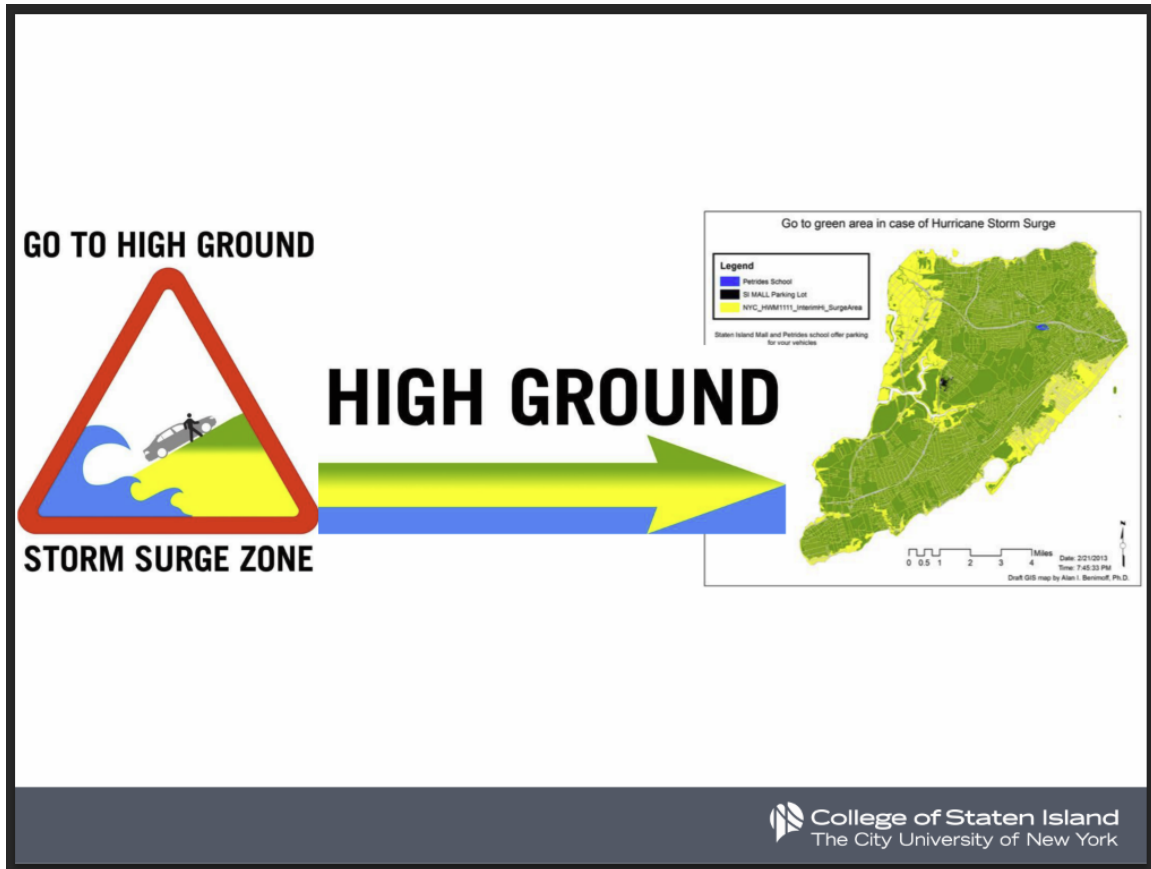 GO TO HIGH GROUND
STORM SURGE ZONE
HIGH GROUND
Go to green area in case of Hurricane Storm Surge
Legend
Petrides School
SI MALL Parking Lot
NYC_HWM1111_InterimHi_SurgeArea
Staten Island Mall and Petrides school offer parking
for your vehicles
N
Miles
0 0.5 1 2 3 4
Date: 2/21/2013
Time: 7:45:33 PM
Draft GIS map by Alan I. Benimoff, Ph.D.
College of Staten Island
The City University of New York